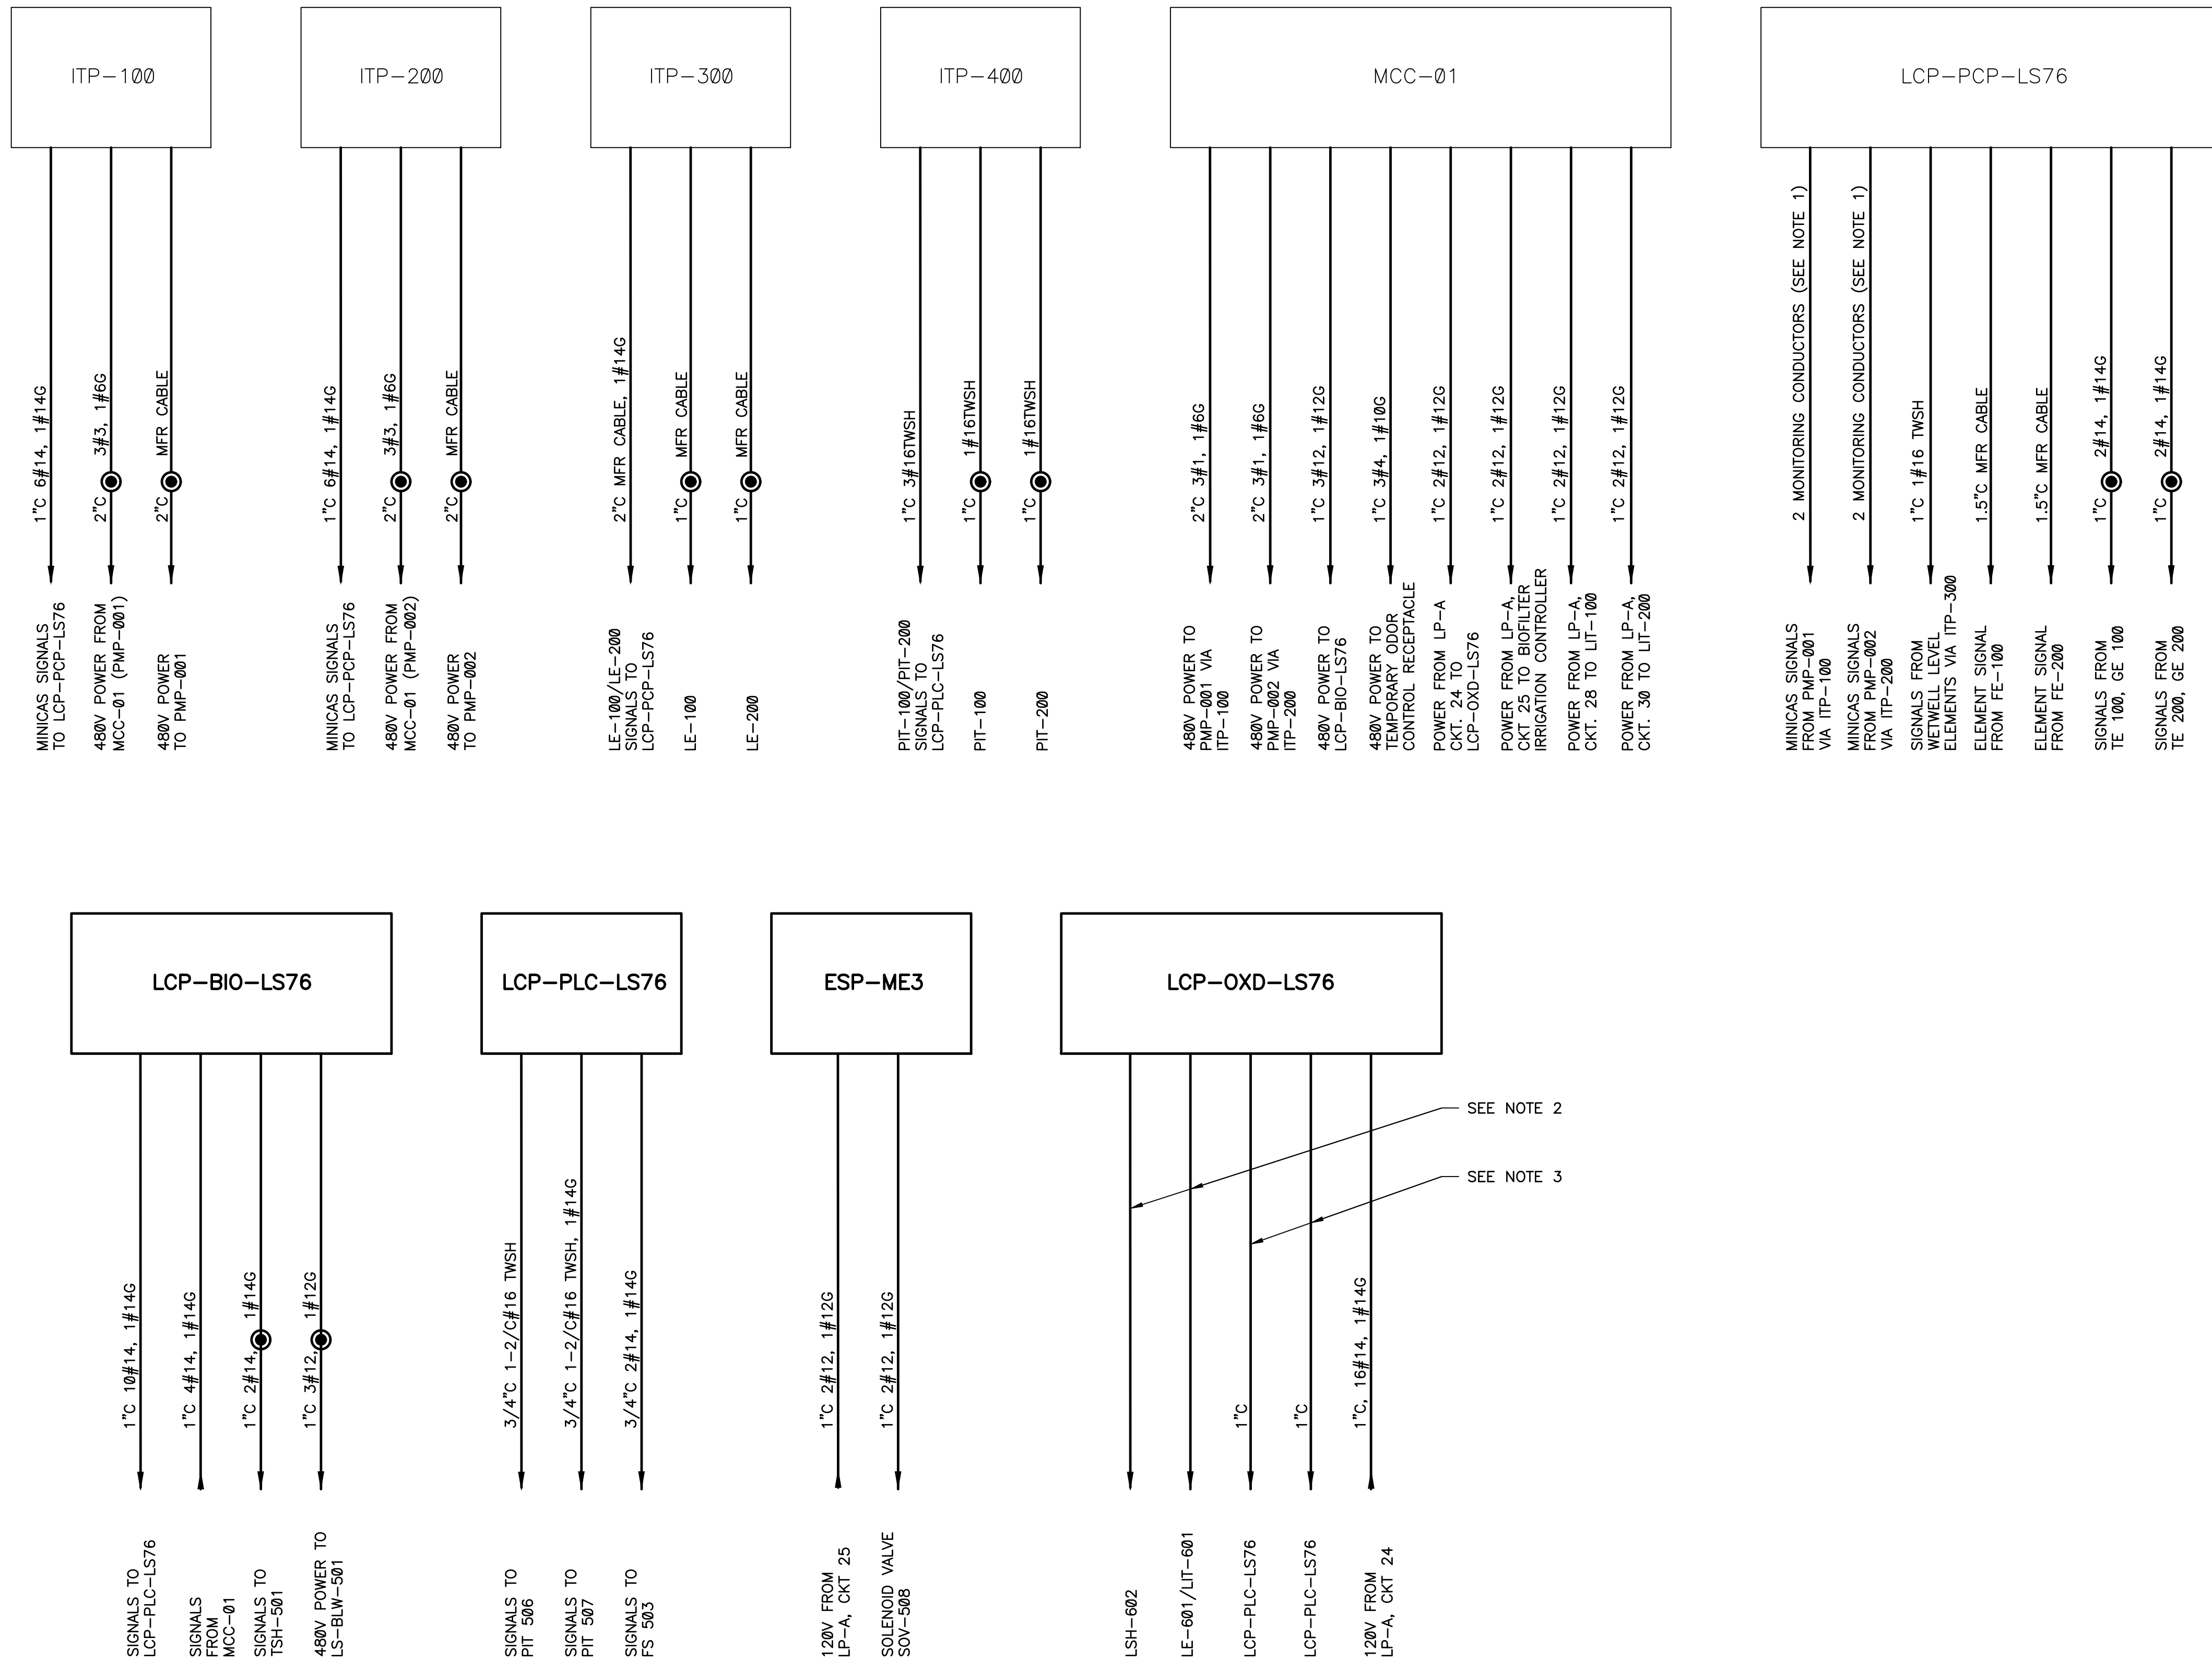 ITP-100
1"C 6#14, 1#14G
2"C 3#3, 1#6G
2"C MFR CABLE
MINICAS SIGNALS
TO LCP-PCP-LS76
480V POWER FROM
MCC-01 (PMP-001)
480V POWER
TO PMP-001
ITP-200
1"C 6#14, 1#14G
2"C 3#3, 1#6G
2"C MFR CABLE
MINICAS SIGNALS
TO LCP-PCP-LS76
480V POWER FROM
MCC-01 (PMP-002)
480V POWER
TO PMP-002
ITP-300
2"C MFR CABLE, 1#14G
1"C MFR CABLE
1"C MFR CABLE
LE-100/LE-200
SIGNALS TO
LCP-PCP-LS76
LE-100
LE-200
ITP-400
1"C 3#16TWSH
1"C 1#16TWSH
1"C 1#16TWSH
PIT-100/PIT-200
SIGNALS TO
LCP-PLC-LS76
PIT-100
PIT-200
MCC-01
2"C 3#1, 1#6G
2"C 3#1, 1#6G
1"C 3#12, 1#12G
1"C 3#4, 1#10G
1"C 2#12, 1#12G
1"C 2#12, 1#12G
1"C 2#12, 1#12G
1"C 2#12, 1#12G
480V POWER TO
PMP-001 VIA
ITP-100
480V POWER TO
PMP-002 VIA
ITP-200
480V POWER TO
LCP-BIO-LS76
480V POWER TO
TEMPORARY ODOR
CONTROL RECEPTACLE
POWER FROM LP-A
CKT. 24 TO
LCP-OXD-LS76
POWER FROM LP-A,
CKT 25 TO BIOFILTER
IRRIGATION CONTROLLER
POWER FROM LP-A,
CKT. 28 TO LIT-100
POWER FROM LP-A,
CKT. 30 TO LIT-200
LCP-PCP-LS76
2 MONITORING CONDUCTORS (SEE NOTE 1)
2 MONITORING CONDUCTORS (SEE NOTE 1)
1"C 1#16 TWSH
1.5"C MFR CABLE
1.5"C MFR CABLE
1"C 2#14, 1#14G
1"C 2#14, 1#14G
MINICAS SIGNALS
FROM PMP-001
VIA ITP-100
MINICAS SIGNALS
FROM PMP-002
VIA ITP-200
SIGNALS FROM
WETWELL LEVEL
ELEMENTS VIA ITP-300
ELEMENT SIGNAL
FROM FE-100
ELEMENT SIGNAL
FROM FE-200
SIGNALS FROM
TE 100, GE 100
SIGNALS FROM
TE 200, GE 200
LCP-BIO-LS76
1"C 10#14, 1#14G
1"C 4#14, 1#14G
1"C 2#14, 1#14G
1"C 3#12, 1#12G
SIGNALS TO
LCP-PLC-LS76
SIGNALS
FROM
MCC-01
SIGNALS TO
TSH-501
480V POWER TO
LS-BLW-501
LCP-PLC-LS76
3/4"C 1-2/C#16 TWSH
3/4"C 1-2/C#16 TWSH, 1#14G
3/4"C 2#14, 1#14G
SIGNALS TO
PIT 506
SIGNALS TO
PIT 507
SIGNALS TO
FS 503
ESP-ME3
1"C 2#12, 1#12G
1"C 2#12, 1#12G
120V FROM
LP-A, CKT 25
SOLENOID VALVE
SOV-508
LCP-OXD-LS76
SEE NOTE 2
SEE NOTE 3
1"C
1"C
1"C, 16#14, 1#14G
LSH-602
LE-601/LIT-601
LCP-PLC-LS76
LCP-PLC-LS76
120V FROM
LP-A, CKT 24